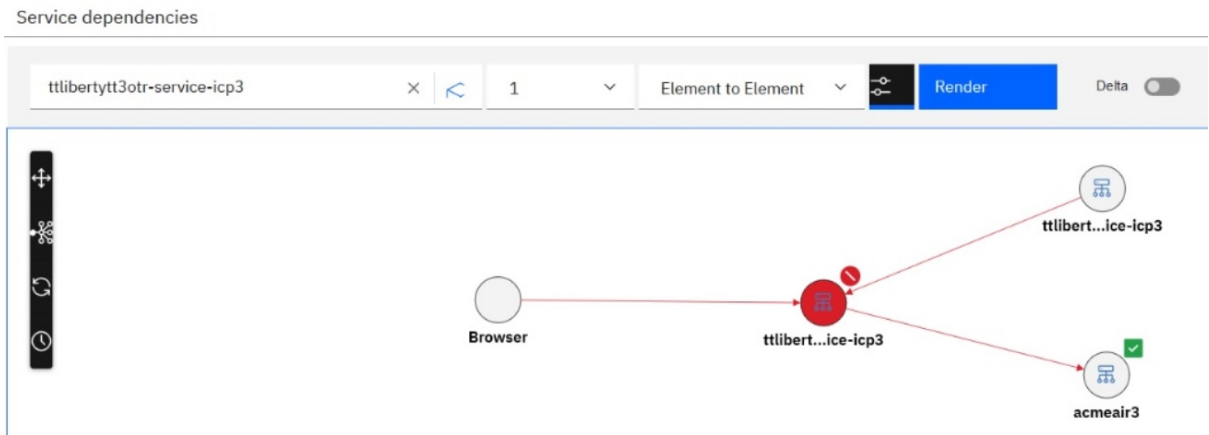 Service dependencies
ttlibertytt3otr-service-icp3 1 Element to Element Render Delta
ttlibert...ice-icp3
Browser
ttlibert...ice-icp3
acmeair3